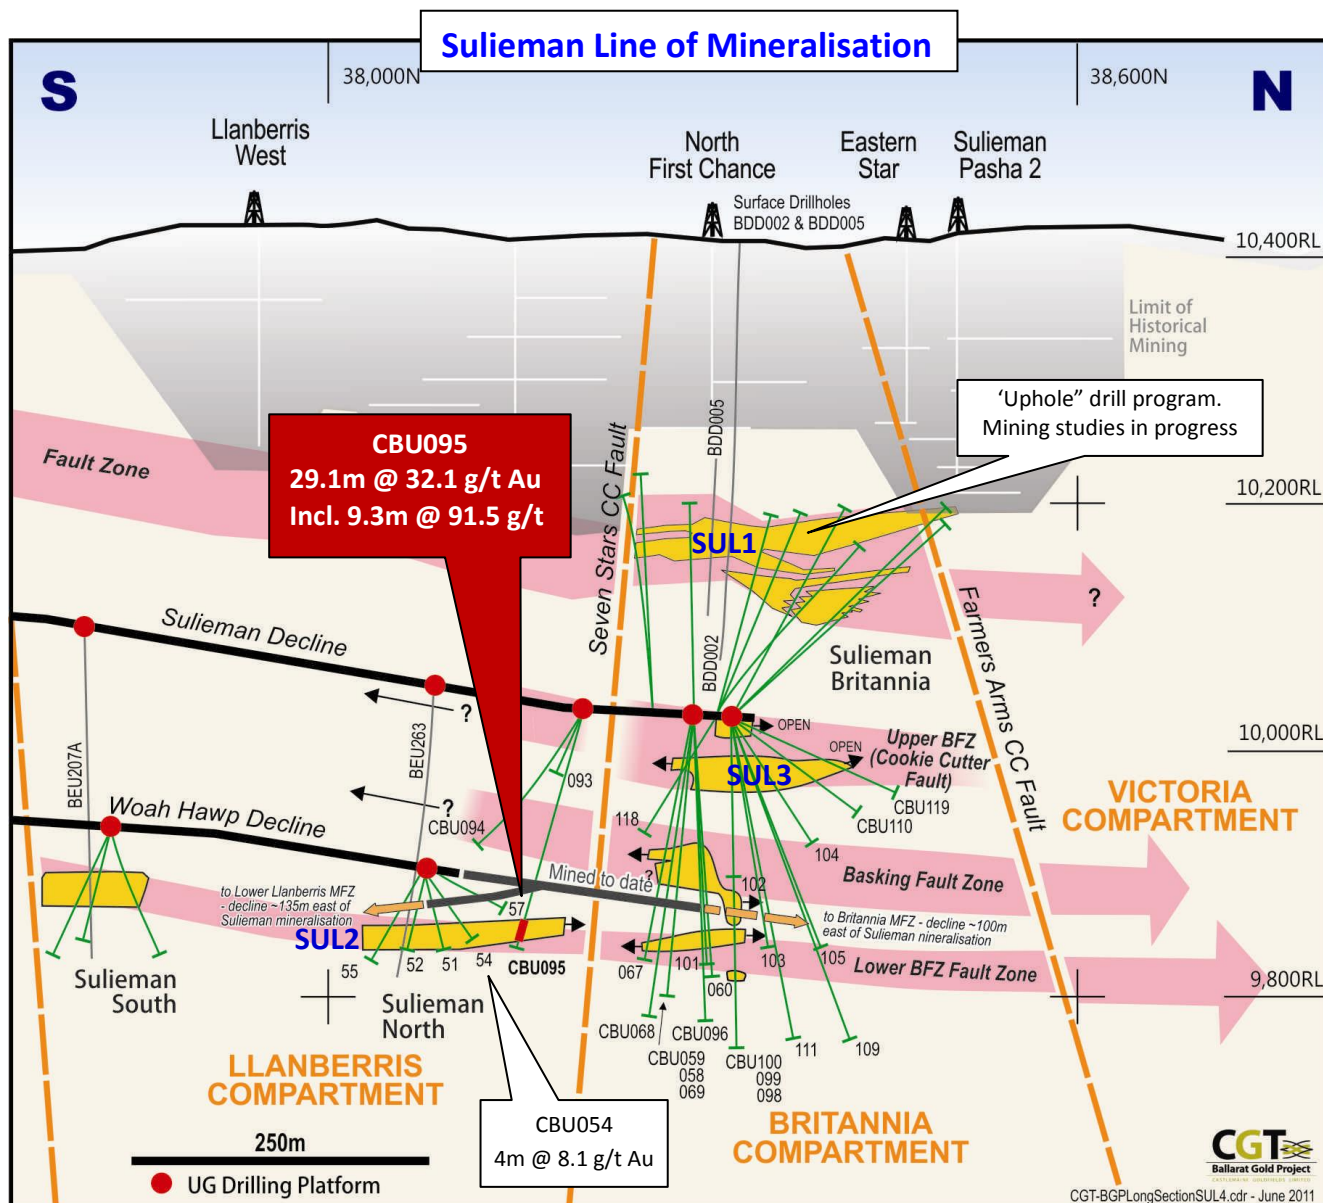 Sulieman Line of Mineralisation
S
38,000N
38,600N
N
Llanberris
West
North
First Chance
Eastern
Star
Sulieman
Pasha 2
Surface Drillholes
BDD002 & BDD005
10,400RL
Limit of
Historical
Mining
'Uphole" drill program.
Mining studies in progress
CBU095
29.1m @ 32.1 g/t Au
Incl. 9.3m @ 91.5 g/t
Fault Zone
Seven Stars CC Fault
BDD005
10,200RL
SUL1
Farmers Arms CC Fault
?
Sulieman Decline
BDD002
Sulieman
Britannia
?
OPEN
10,000RL
BEU207A
BEU263
093
OPEN
Upper BFZ
(Cookie Cutter
Fault)
SUL3
VICTORIA
COMPARTMENT
Woah Hawp Decline
?
CBU094
118
CBU119
CBU110
104
Mined to date
?
102
Basking Fault Zone
to Lower Llanberris MFZ
- decline ~135m east of
Sulieman mineralisation
57
to Britannia MFZ - decline ~100m
east of Sulieman nineralisation
SUL2
55
52
51
54
CBU095
067
101
060
103
105
Lower BFZ Fault Zone
9,800RL
Sulieman
South
Sulieman
North
CBU068
CBU096
CBU059
058
069
CBU100
099
098
111
109
LLANBERRIS
COMPARTMENT
CBU054
4m @ 8.1 g/t Au
BRITANNIA
COMPARTMENT
250m
UG Drilling Platform
CGT
Ballarat Gold Project
CASTLEMAINE GOLDFIELDS LIMITED
CGT-BGPLongSectionSUL4.cdr - June 2011